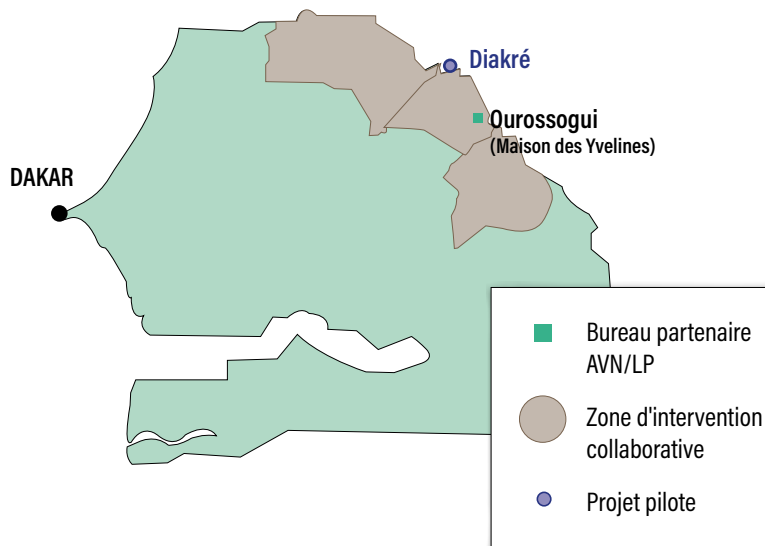 Diakré
Ourossogui
(Maison des Yvelines)
DAKAR
Bureau partenaire
AVN/LP
Zone d'intervention
collaborative
Projet pilote